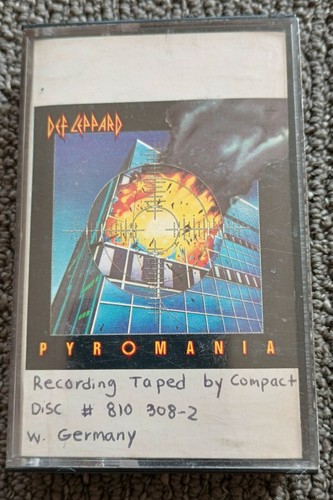 DEF LEPPARD
PYROMANIA
Recording Taped by Compact
Disc # 810 308-2
W. Germany